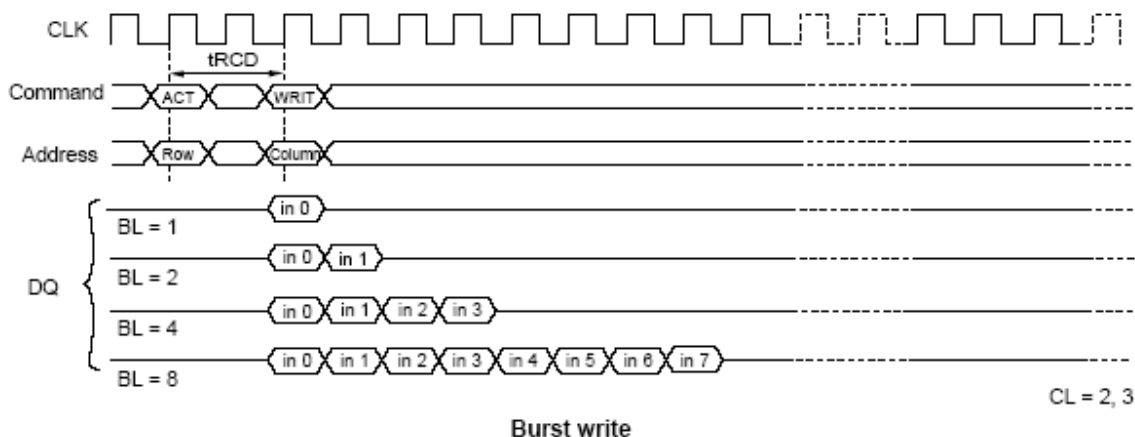 CLK
tRCD
Command ACT WRIT
Address Row Column
in 0
BL = 1
in 0 in 1
BL = 2
DQ
in 0 in 1 in 2 in 3
BL = 4
in 0 in 1 in 2 in 3 in 4 in 5 in 6 in 7
BL = 8
CL = 2, 3
Burst write